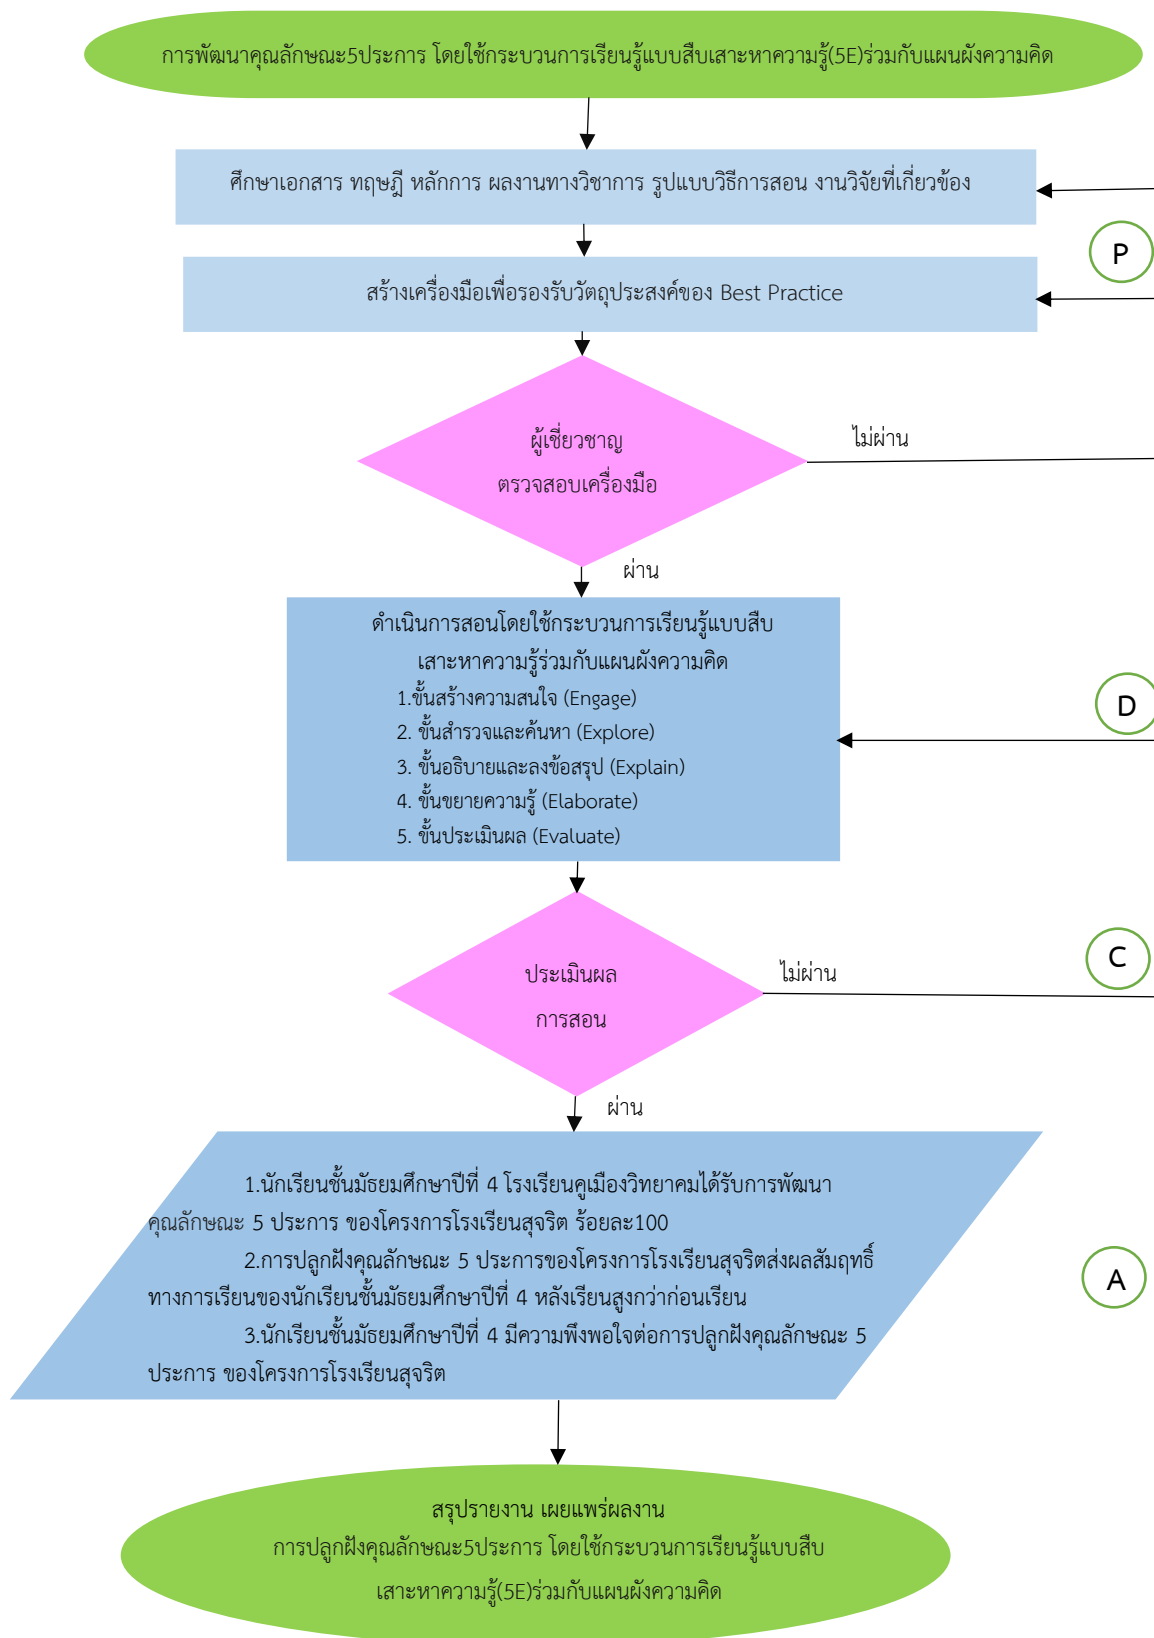 การพัฒนาคุณลักษณะ5ประการ โดยใช้กระบวนการเรียนรู้แบบสืบเสาะหาความรู้(5E)ร่วมกับแผนผังความคิด
ศึกษาเอกสาร ทฤษฎี หลักการ ผลงานทางวิชาการ รูปแบบวิธีการสอน งานวิจัยที่เกี่ยวข้อง
P
สร้างเครื่องมือเพื่อรองรับวัตถุประสงค์ของ Best Practice
ผู้เชี่ยวชาญ
ตรวจสอบเครื่องมือ
ไม่ผ่าน
ผ่าน
ดำเนินการสอนโดยใช้กระบวนการเรียนรู้แบบสืบ
เสาะหาความรู้ร่วมกับแผนผังความคิด
1.ขั้นสร้างความสนใจ (Engage)
2. ขั้นสำรวจและค้นหา (Explore)
3. ขั้นอธิบายและลงข้อสรุป (Explain)
4. ขั้นขยายความรู้ (Elaborate)
5. ขั้นประเมินผล (Evaluate)
D
ประเมินผล
การสอน
ไม่ผ่าน
C
ผ่าน
1.นักเรียนชั้นมัธยมศึกษาปีที่ 4 โรงเรียนคูเมืองวิทยาคมได้รับการพัฒนา
คุณลักษณะ 5 ประการ ของโครงการโรงเรียนสุจริต ร้อยละ100
2.การปลูกฝังคุณลักษณะ 5 ประการของโครงการโรงเรียนสุจริตส่งผลสัมฤทธิ์
ทางการเรียนของนักเรียนชั้นมัธยมศึกษาปีที่ 4 หลังเรียนสูงกว่าก่อนเรียน
3.นักเรียนชั้นมัธยมศึกษาปีที่ 4 มีความพึงพอใจต่อการปลูกฝังคุณลักษณะ 5
ประการ ของโครงการโรงเรียนสุจริต
A
สรุปรายงาน เผยแพร่ผลงาน
การปลูกฝังคุณลักษณะ5ประการ โดยใช้กระบวนการเรียนรู้แบบสืบ
เสาะหาความรู้(5E)ร่วมกับแผนผังความคิด